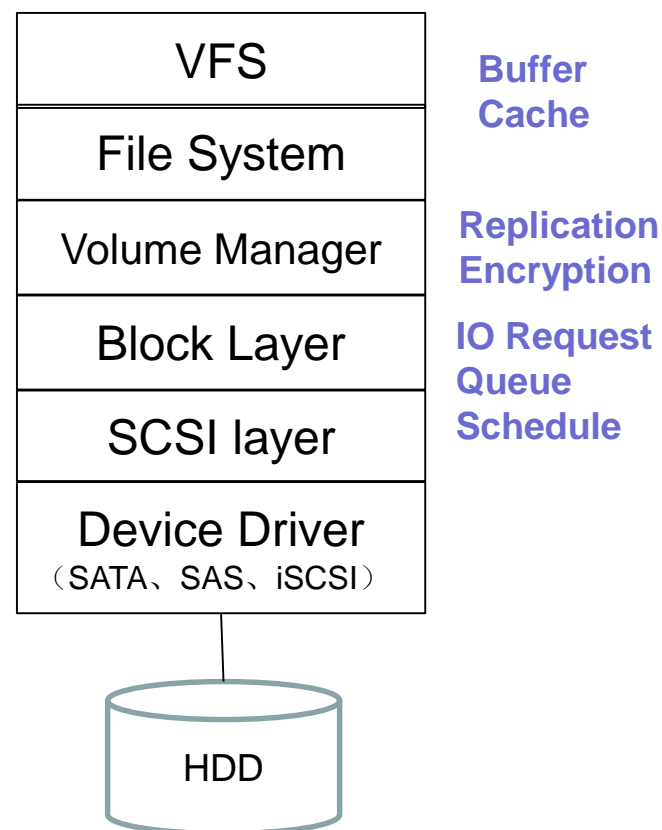 VFS
Buffer
Cache
File System
Volume Manager
Replication
Encryption
Block Layer
IO Request
Queue
Schedule
SCSI layer
Device Driver
（SATA、SAS、iSCSI）
HDD